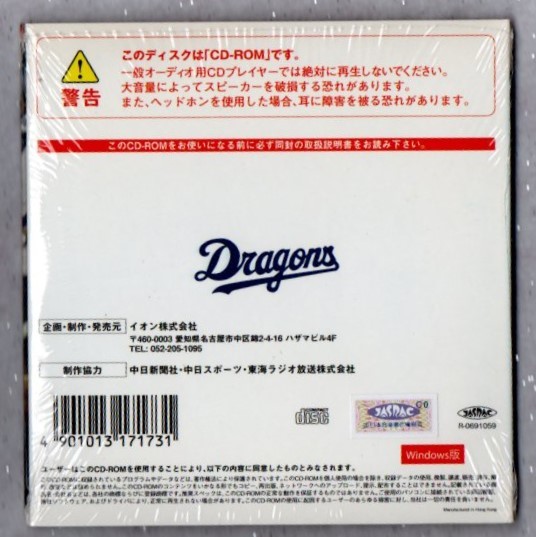 このディスクは「CD-ROM」です。
一般オーディオ用CDプレイヤーでは絶対に再生しないでください。
大音量によってスピーカーを破損する恐れがあります。
また、ヘッドホンを使用した場合、耳に障害を被る恐れがあります。
警告
このCD-ROMをお使いになる前に必ず同封の取扱説明書をお読み下さい。
Dragons
企画・制作・発売元 イオン株式会社
〒460-0003 愛知県名古屋市中区錦2-4-16 ハザマビル4F
TEL: 052-205-1095
制作協力 中日新聞社・中日スポーツ・東海ラジオ放送株式会社
4 901013 171731
COMPACT disc
JASRAC
JASRAC
R-0691059
Windows版
ユーザーはこのCD-ROMを使用することにより、以下の内容に同意したものとみなされます。
Manufactured in Hong Kong